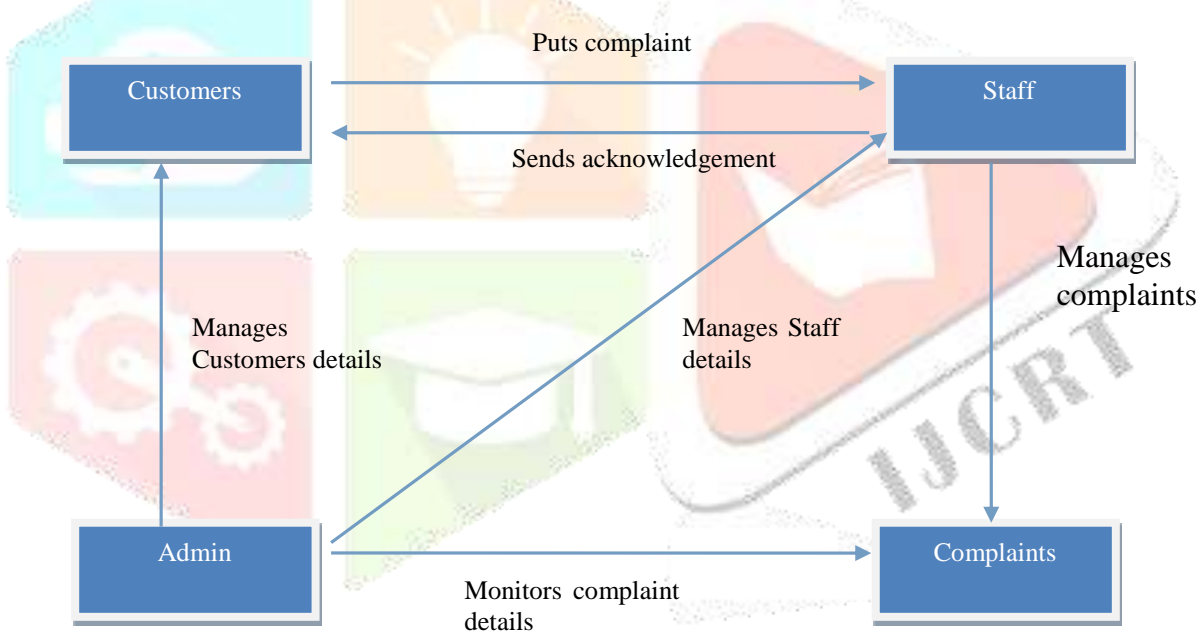 Puts complaint
Customers
Staff
Sends acknowledgement
Manages
complaints
Manages
Customers details
Manages Staff
details
IJCRT
Admin
Complaints
Monitors complaint
details